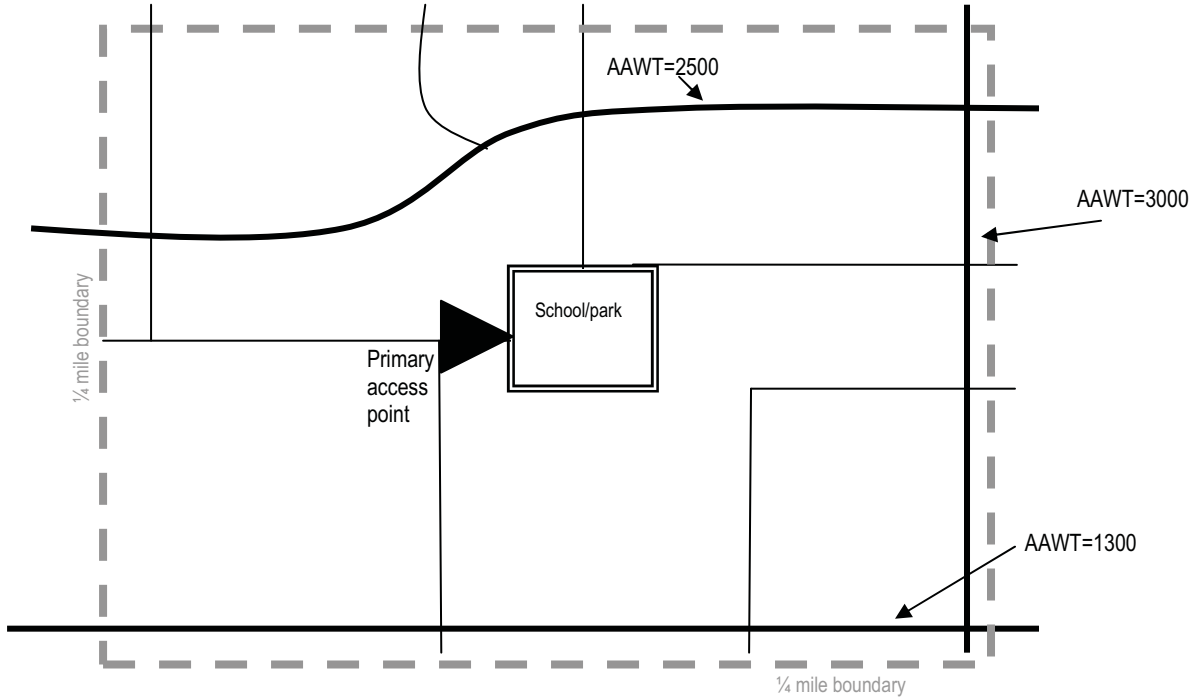 AAWT=2500
AAWT=3000
School/park
¼ mile boundary
Primary
access
point
AAWT=1300
¼ mile boundary